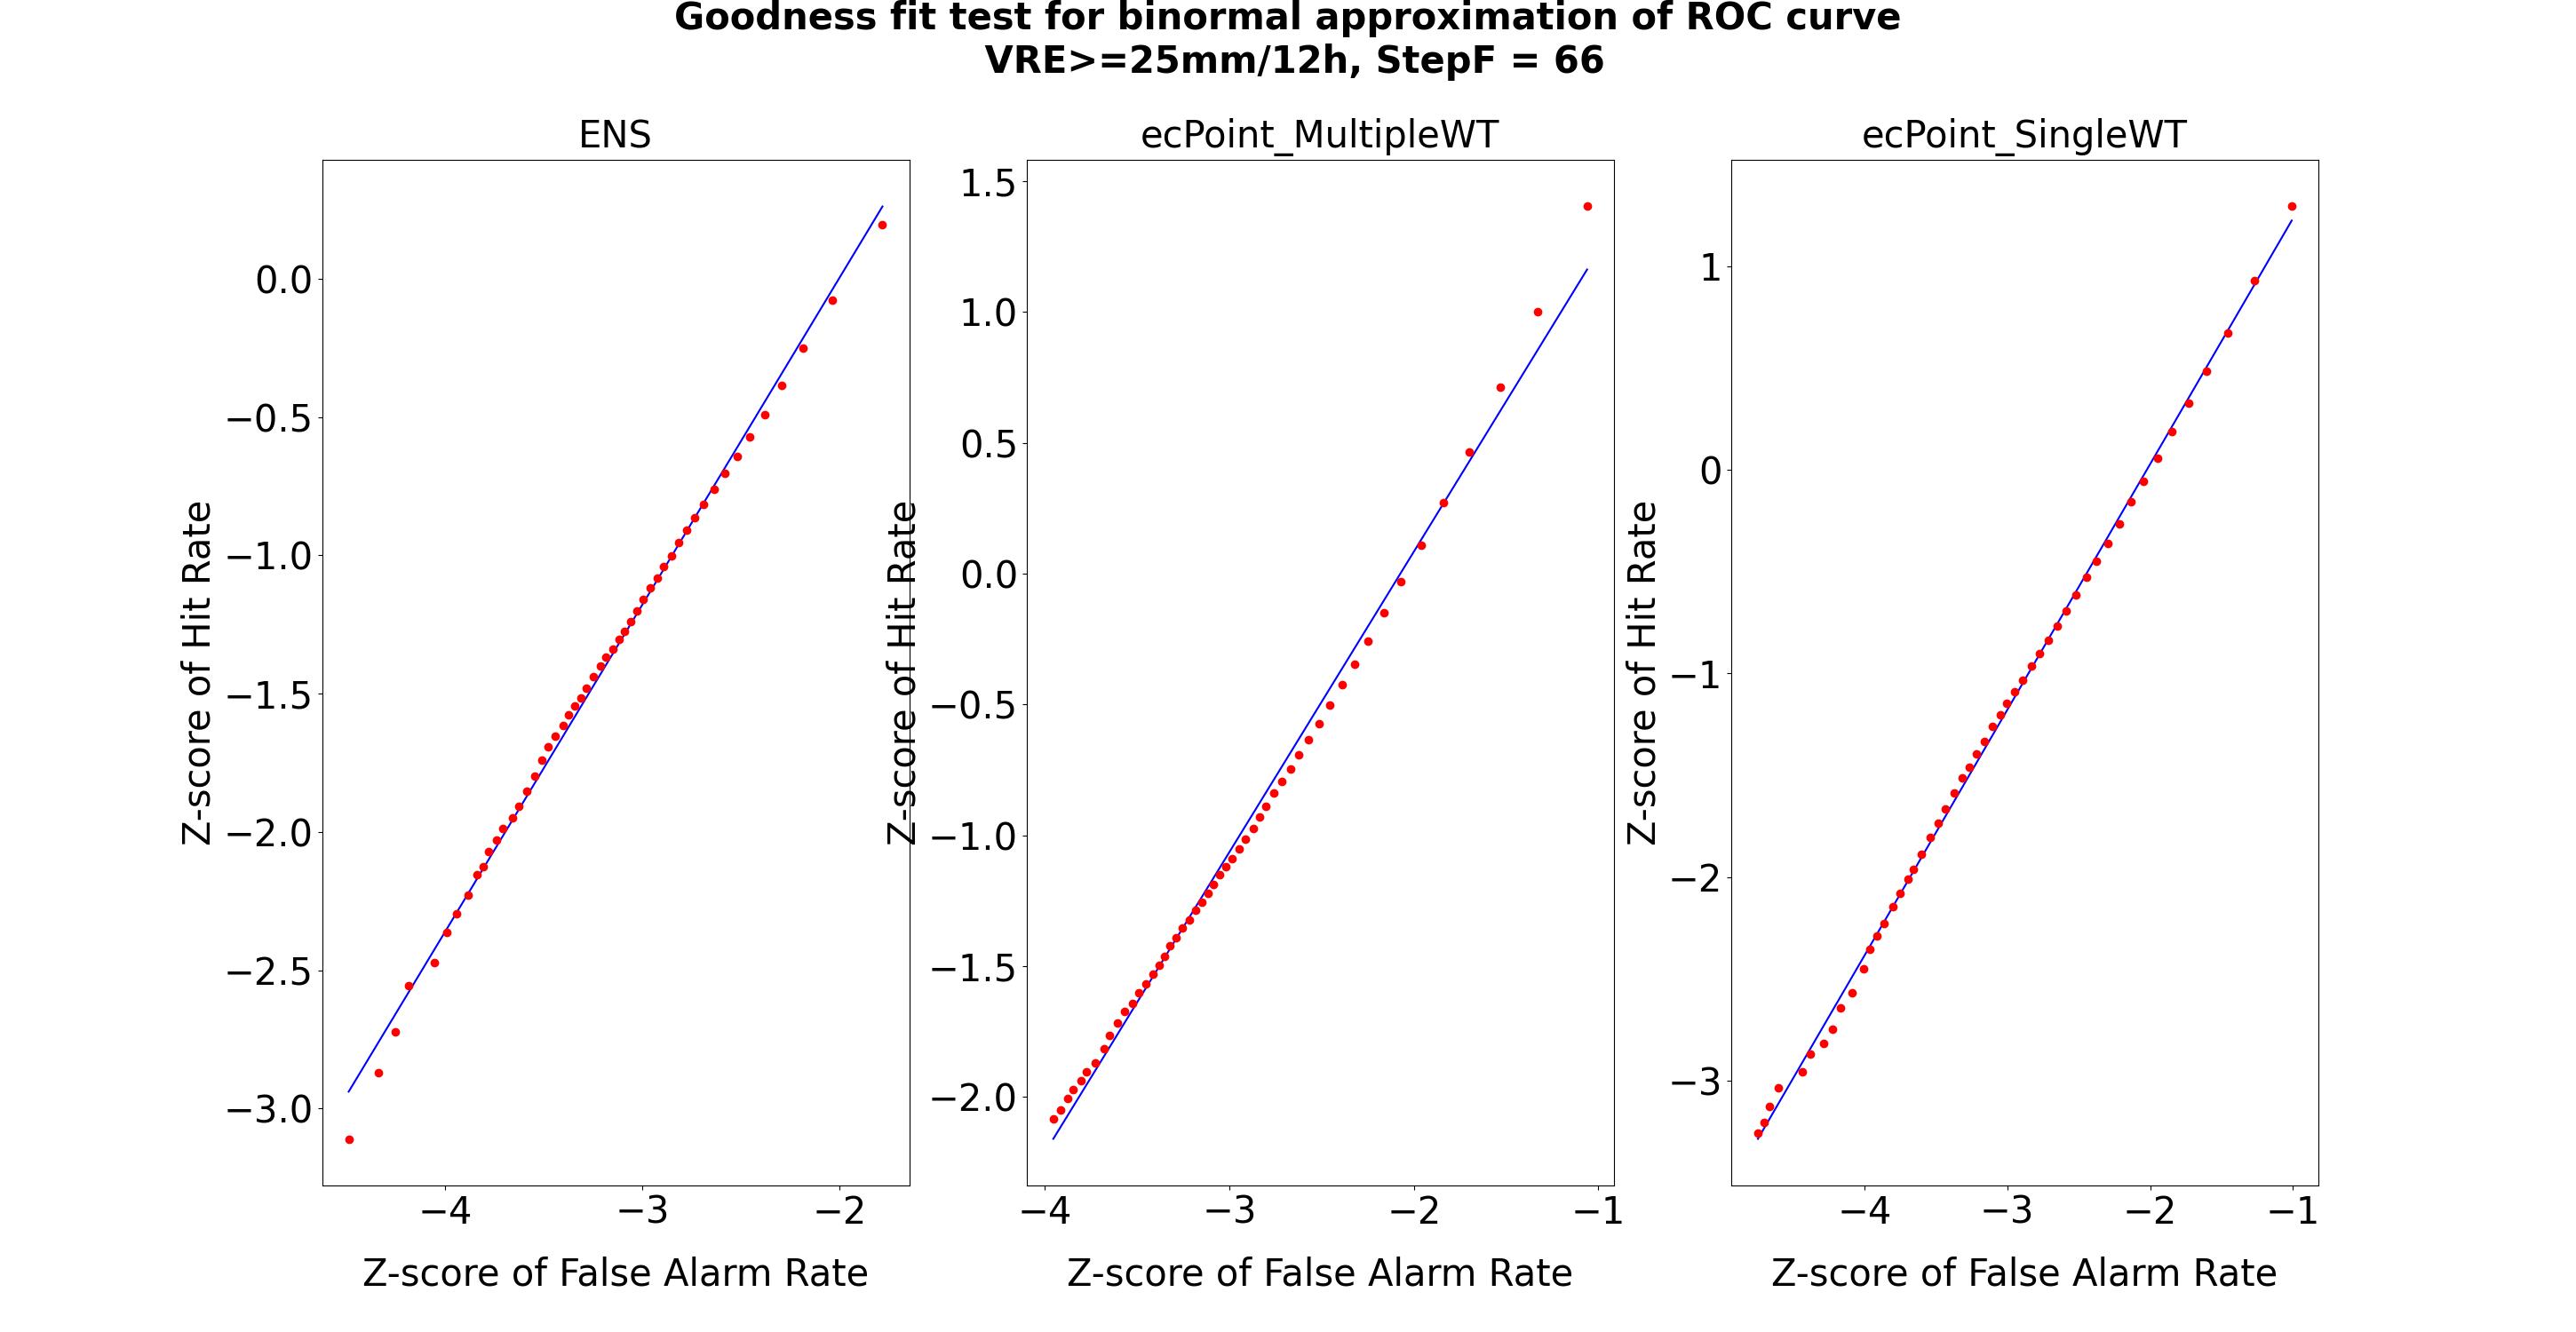 Goodness fit test for binormal approximation of ROC curve
VRE>=25mm/12h, StepF = 66
ENS
0.0
−0.5
−1.0
−1.5
−2.0
−2.5
−3.0
Z-score of Hit Rate
−4 −3 −2
Z-score of False Alarm Rate
ecPoint_MultipleWT
1.5
1.0
0.5
0.0
−0.5
−1.0
−1.5
−2.0
Z-score of Hit Rate
−4 −3 −2 −1
Z-score of False Alarm Rate
ecPoint_SingleWT
1
0
−1
−2
−3
Z-score of Hit Rate
−4 −3 −2 −1
Z-score of False Alarm Rate